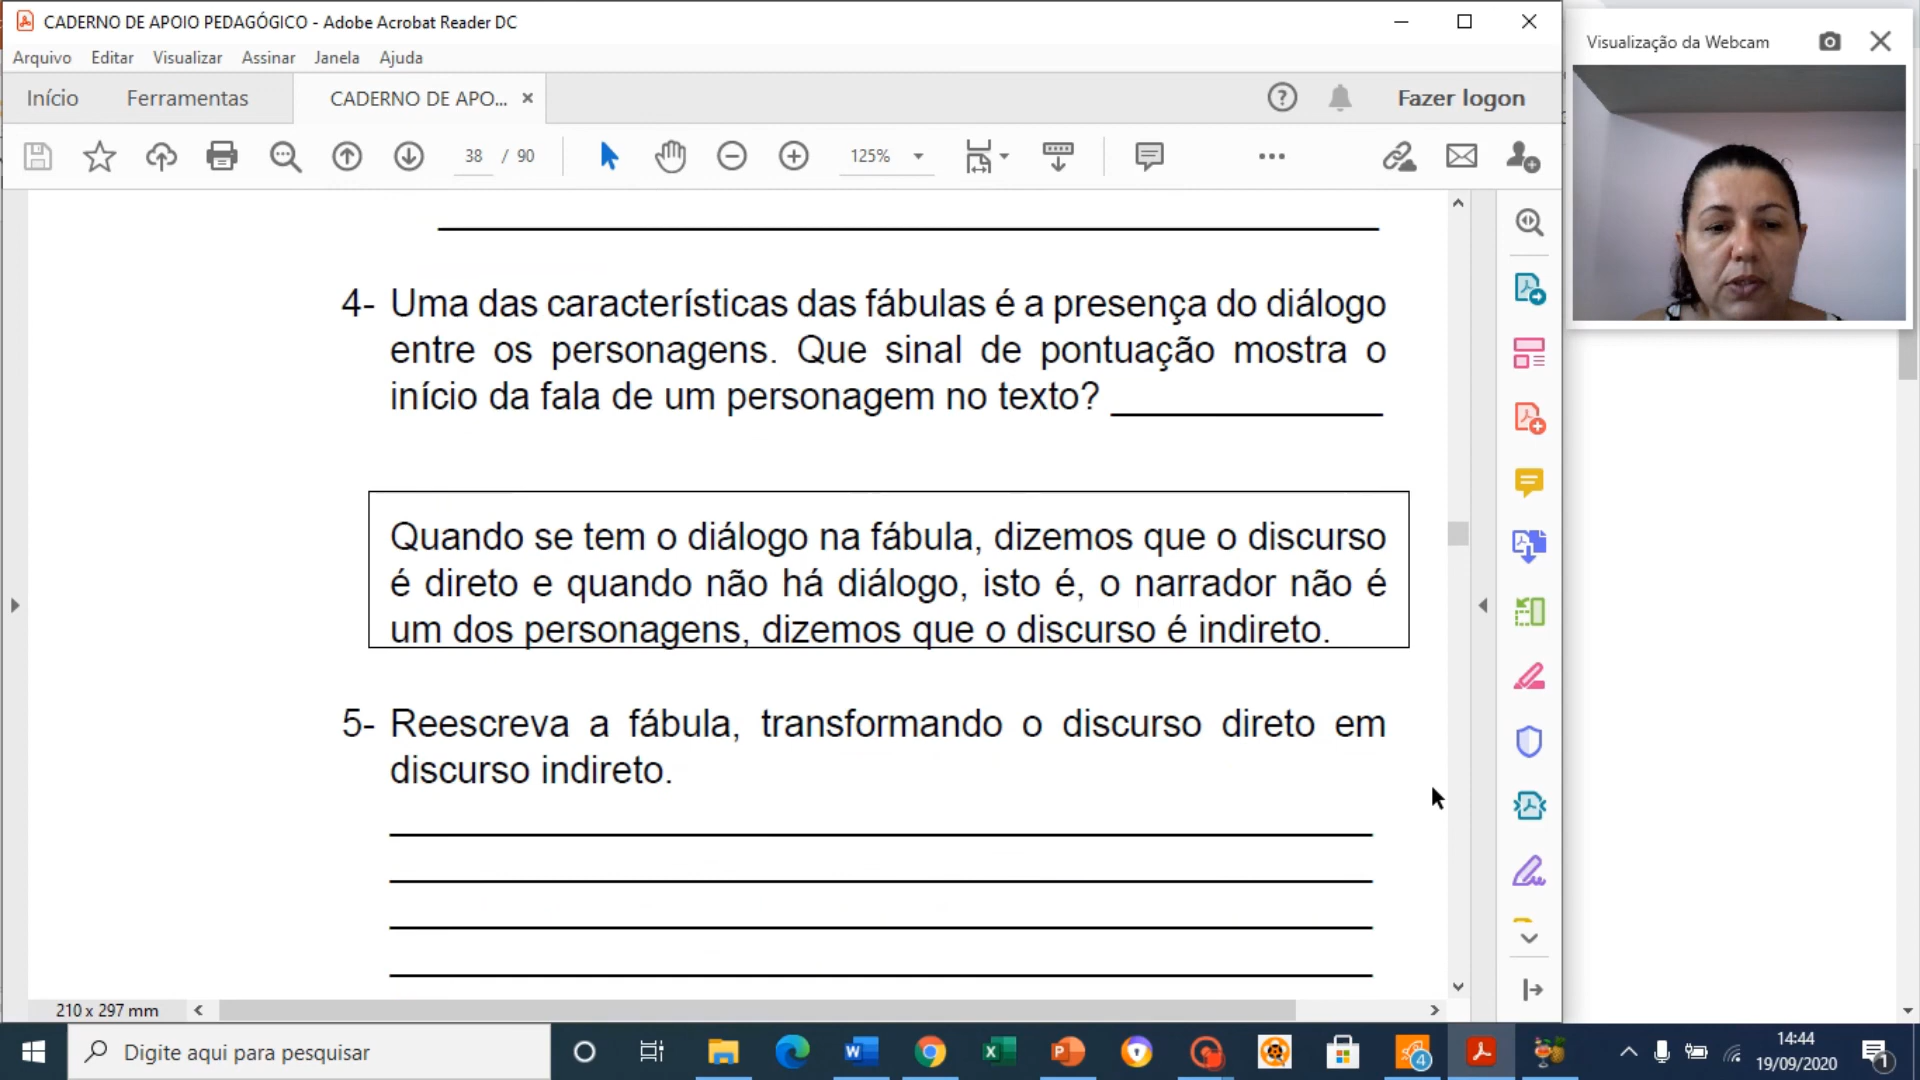 CADERNO DE APOIO PEDAGÓGICO - Adobe Acrobat Reader DC
Arquivo Editar Visualizar Assinar Janela Ajuda
Início Ferramentas CADERNO DE APO... Fazer logon
38 / 90 125%
4- Uma das características das fábulas é a presença do diálogo
entre os personagens. Que sinal de pontuação mostra o
início da fala de um personagem no texto?
Quando se tem o diálogo na fábula, dizemos que o discurso
é direto e quando não há diálogo, isto é, o narrador não é
um dos personagens, dizemos que o discurso é indireto.
5- Reescreva a fábula, transformando o discurso direto em
discurso indireto.
210 x 297 mm
Visualização da Webcam
Digite aqui para pesquisar
4
14:44
19/09/2020
1